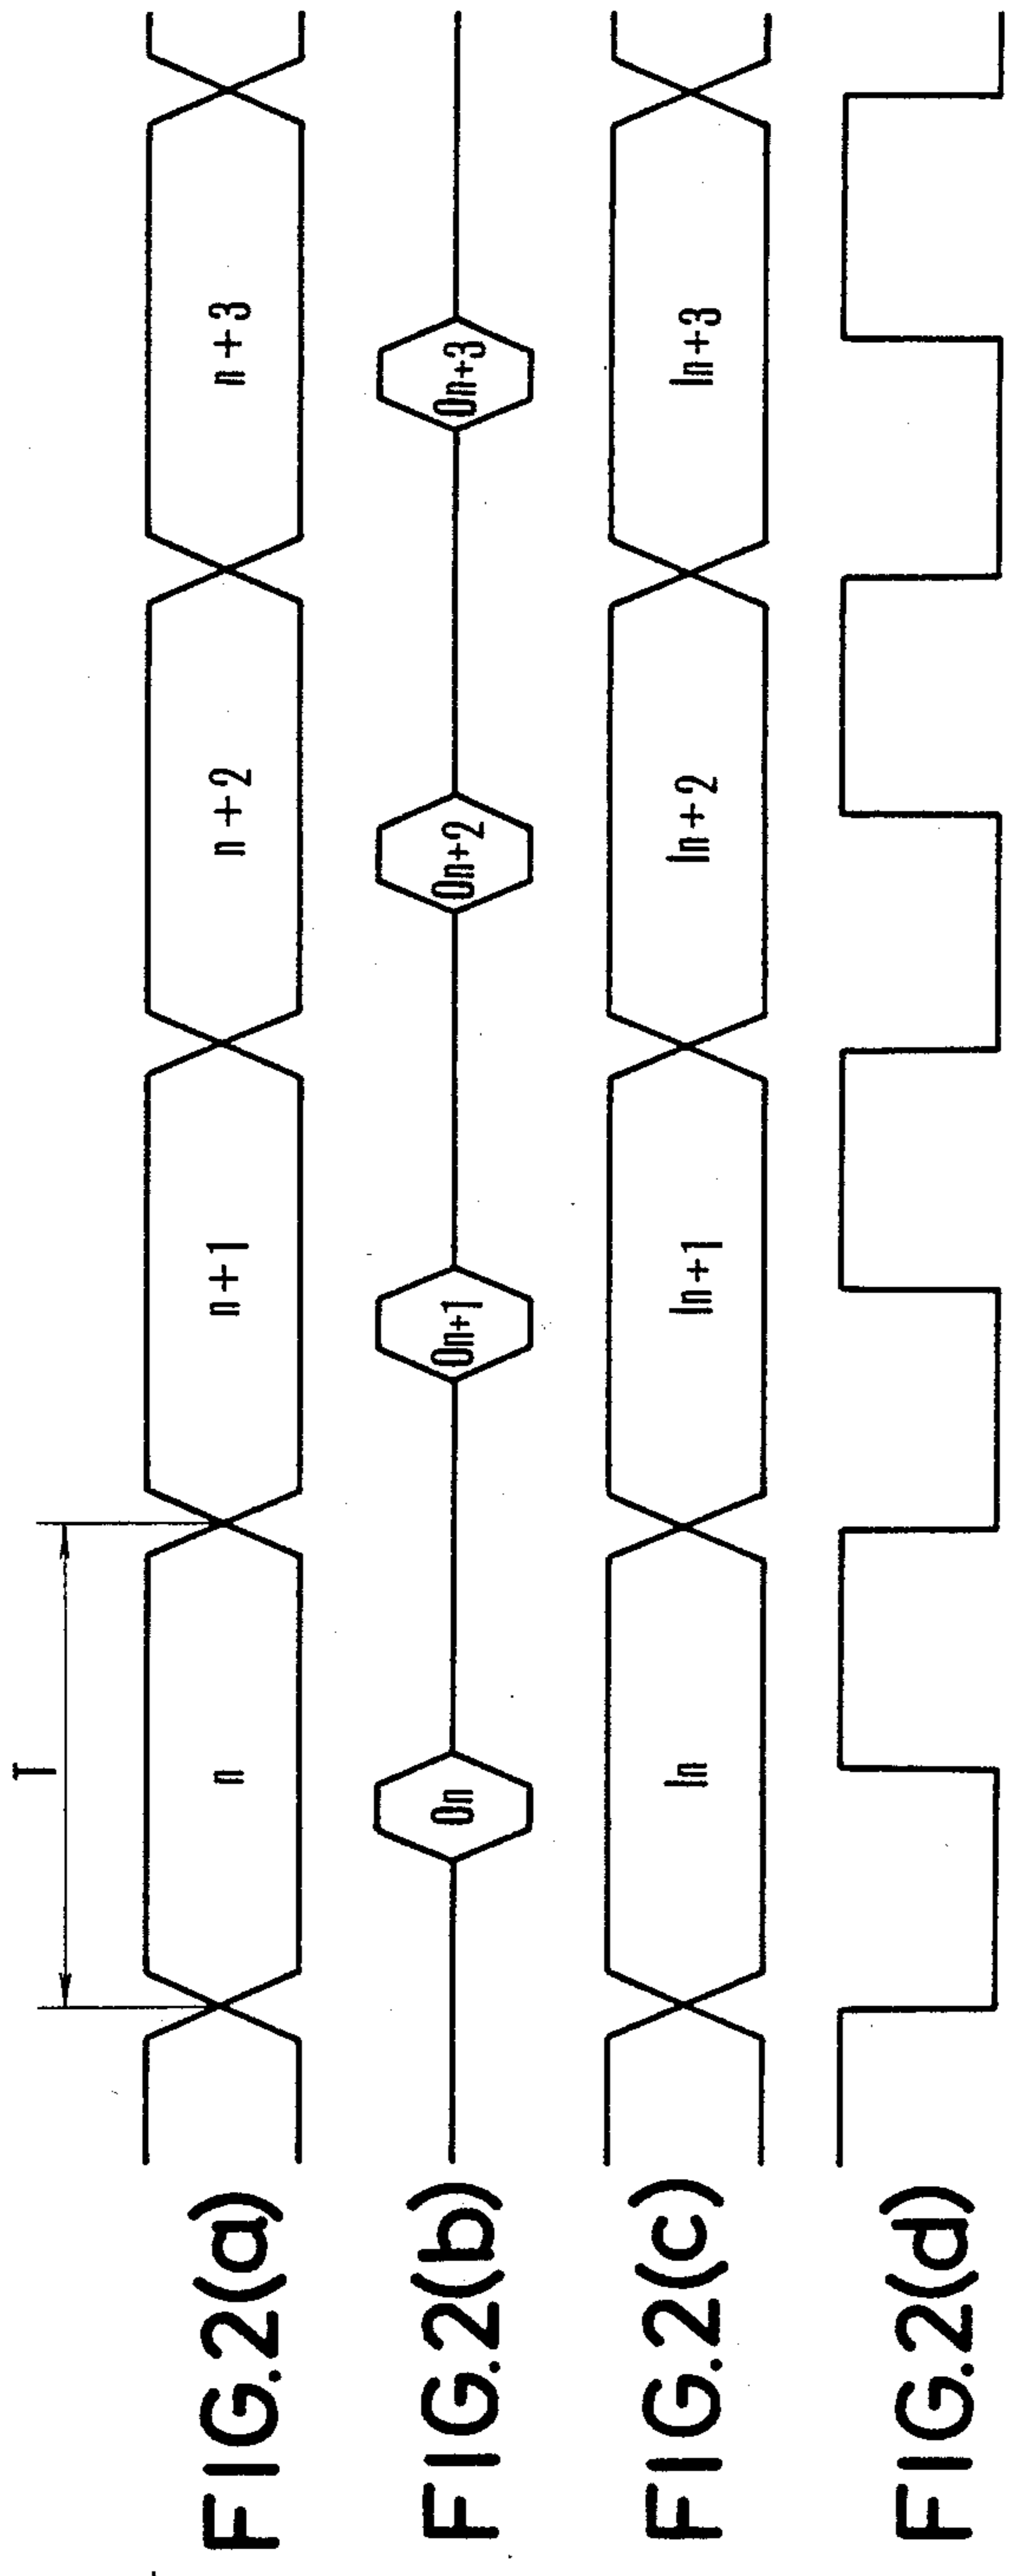 T
FIG.2(a) n n+1 n+2 n+3
FIG.2(b) On On+1 On+2 On+3
FIG.2(c) In In+1 In+2 In+3
FIG.2(d)